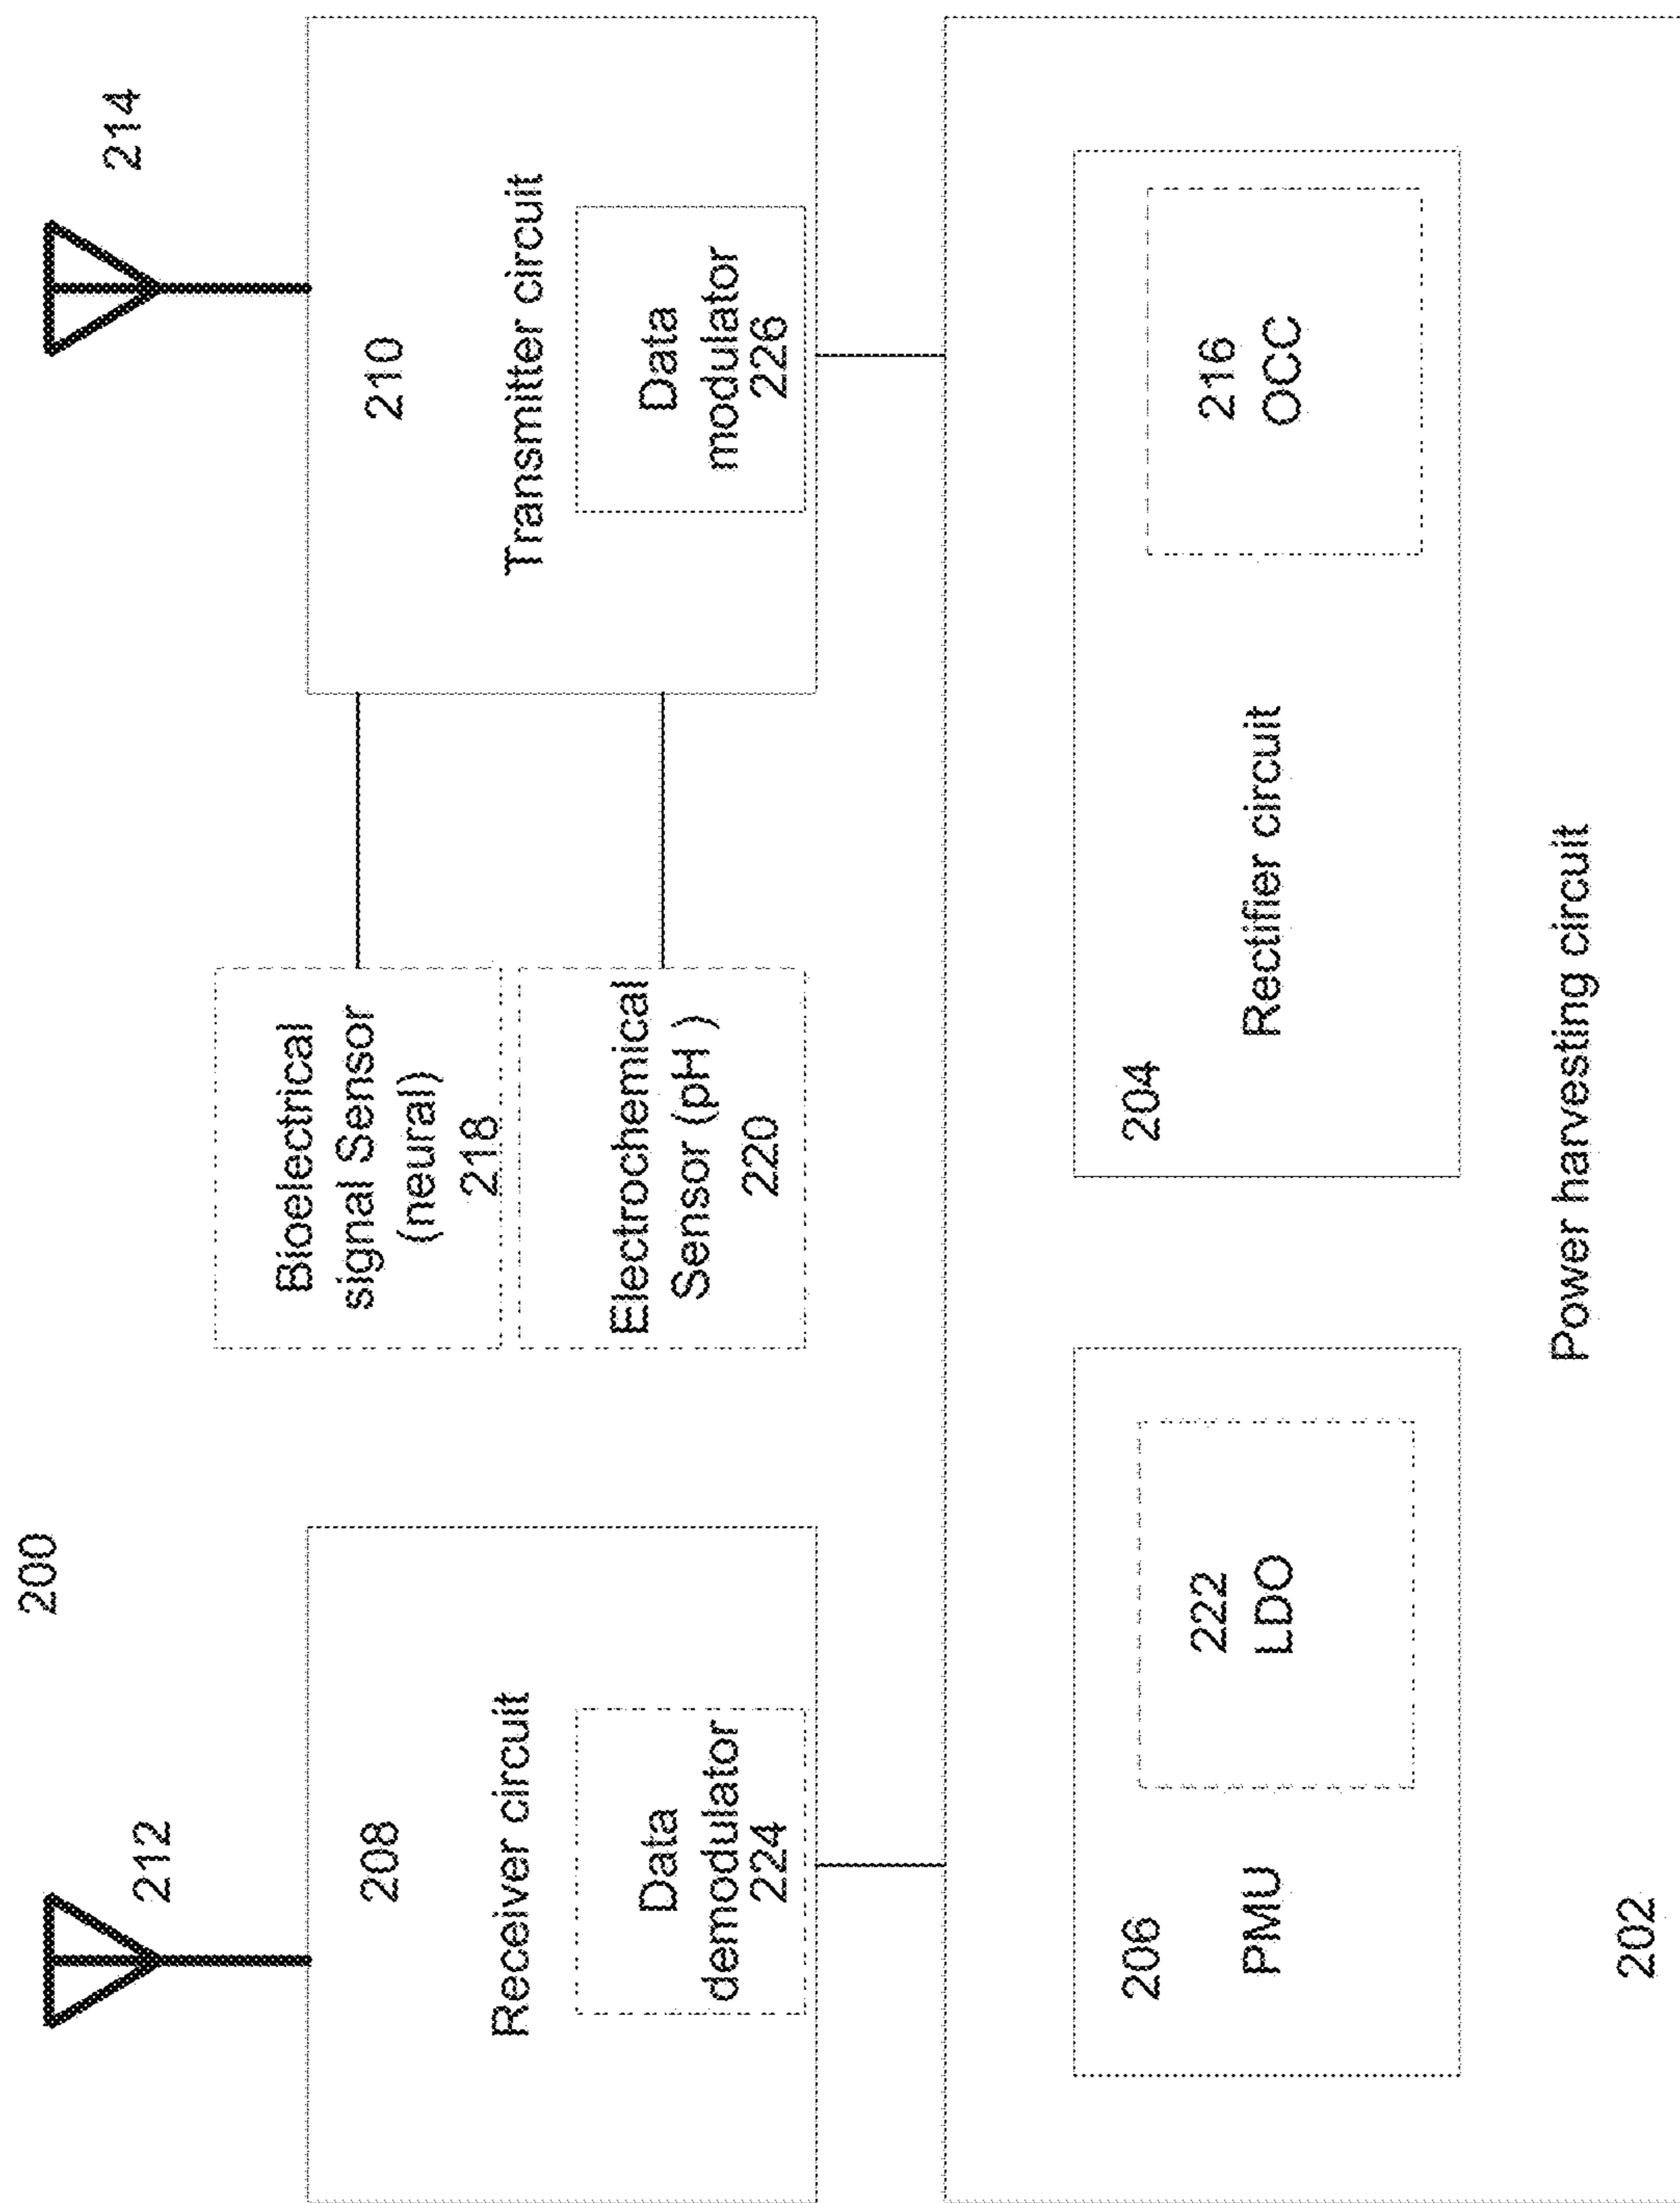 200
212
208
Receiver circuit
Data
demodulator
224
Bioelectrical
signal Sensor
(neural)
218
Electrochemical
Sensor (pH )
220
214
210
Transmitter circuit
Data
modulator
226
206
PMU
222
LDO
204
Rectifier circuit
216
OCC
Power harvesting circuit
202